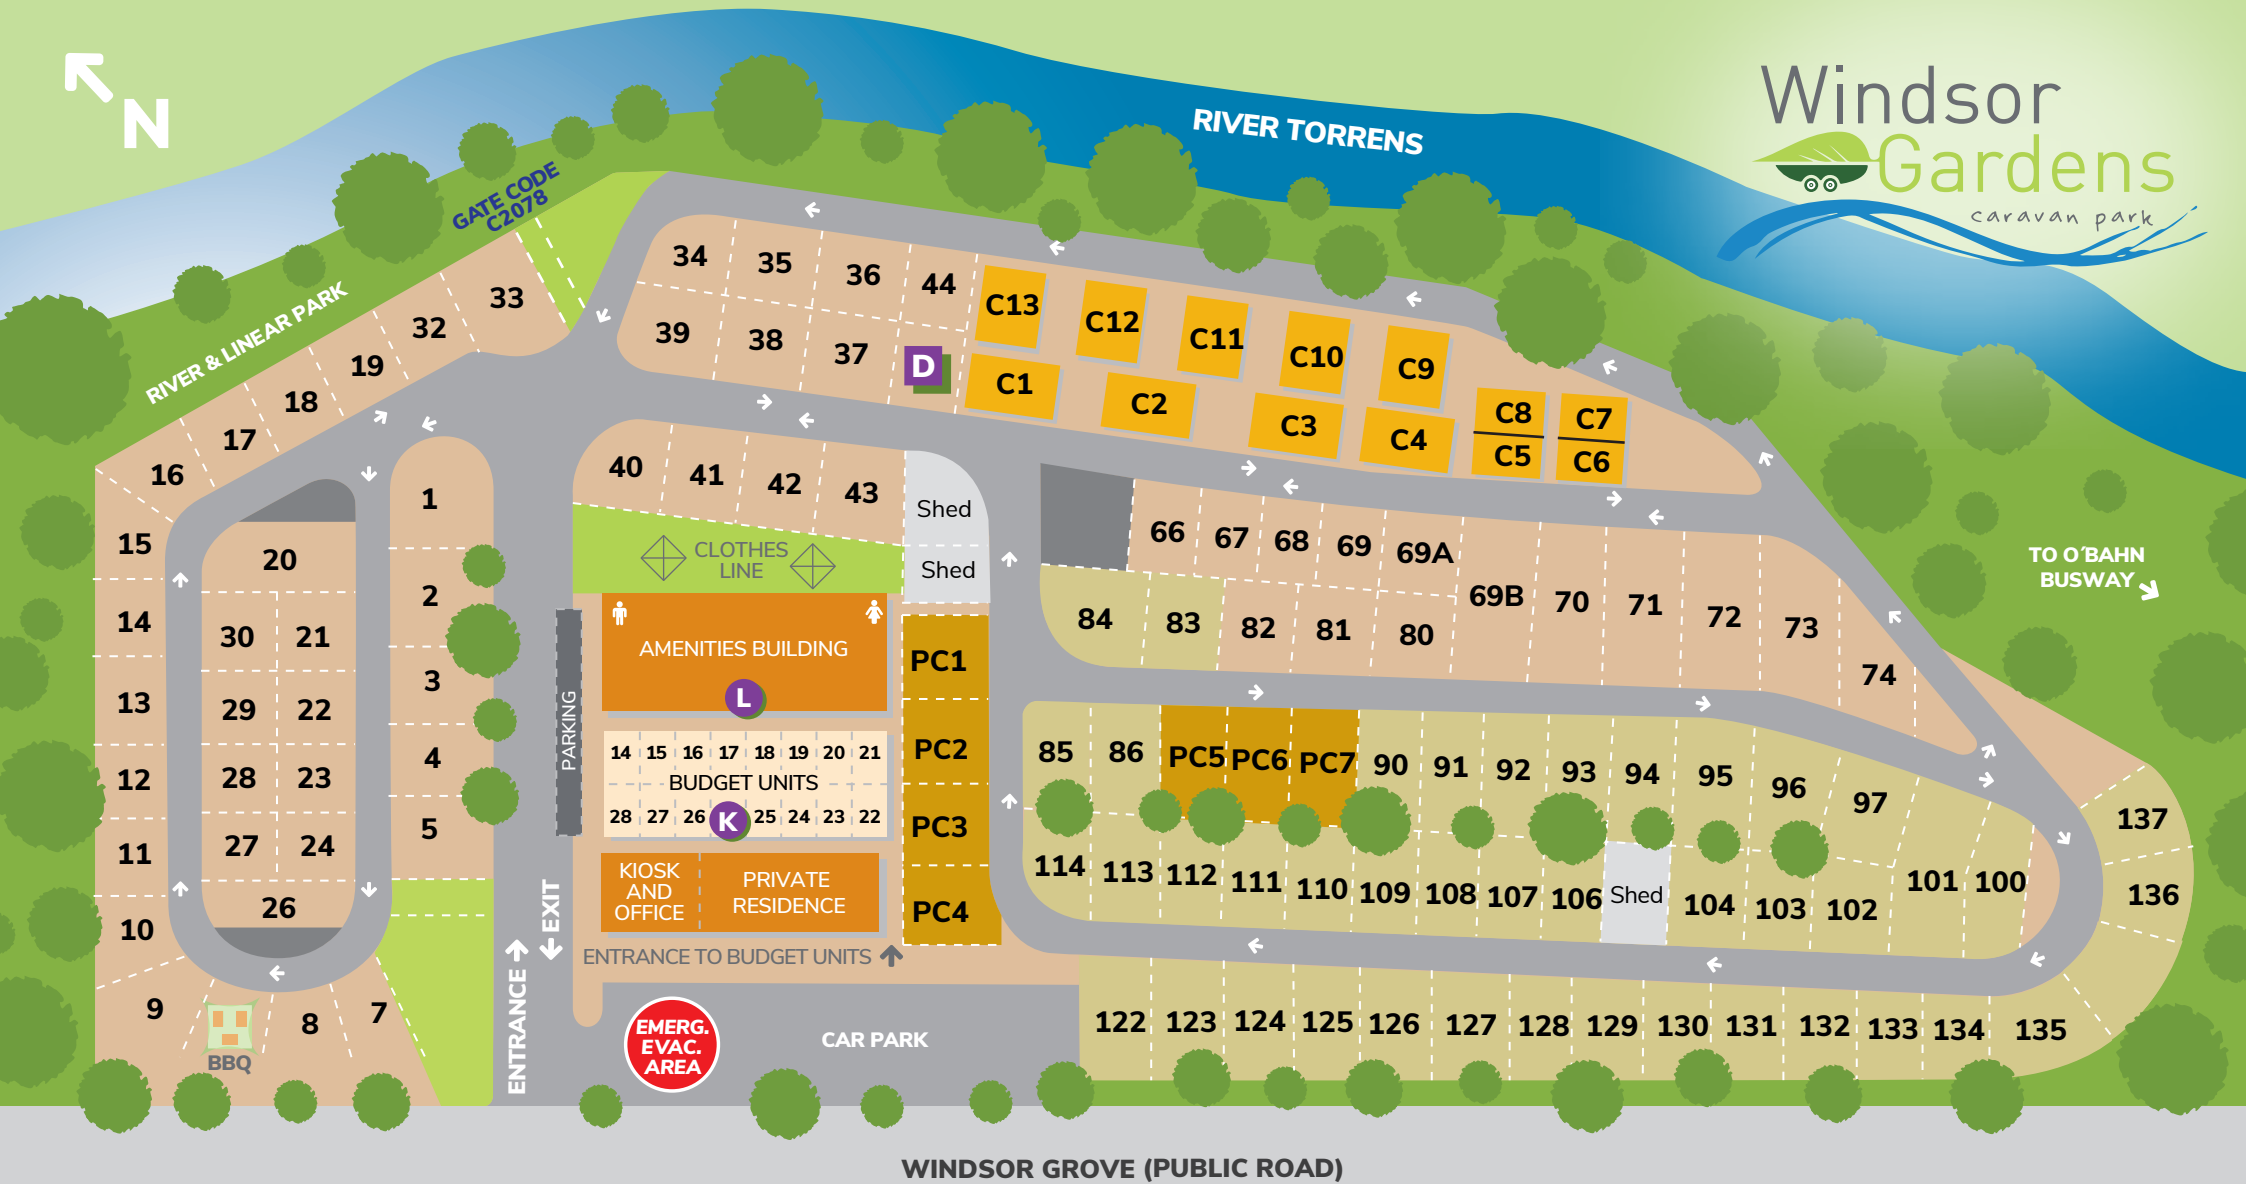 N
Windsor
Gardens
caravan park
RIVER TORRENS
GATE CODE
C2078
RIVER & LINEAR PARK
TO O´BAHN
BUSWAY
34
35
36
44
39
38
37
D
C13
C12
C11
C10
C9
C8
C7
C1
C2
C3
C4
C5
C6
33
32
19
18
17
16
15
14
13
12
11
10
9
8
7
BBQ
20
30
21
29
22
28
23
27
24
26
1
2
3
4
5
40
41
42
43
Shed
Shed
CLOTHES
LINE
AMENITIES BUILDING
L
PARKING
14 15 16 17 18 19 20 21
BUDGET UNITS
28 27 26 K 25 24 23 22
KIOSK
AND
OFFICE
PRIVATE
RESIDENCE
ENTRANCE TO BUDGET UNITS
PC1
PC2
PC3
PC4
EXIT
ENTRANCE
EMERG.
EVAC.
AREA
CAR PARK
66
67
68
69
69A
69B
70
71
72
73
74
84
83
82
81
80
85
86
PC5
PC6
PC7
90
91
92
93
94
95
96
97
114
113
112
111
110
109
108
107
106
Shed
104
103
102
101
100
137
136
122
123
124
125
126
127
128
129
130
131
132
133
134
135
WINDSOR GROVE (PUBLIC ROAD)